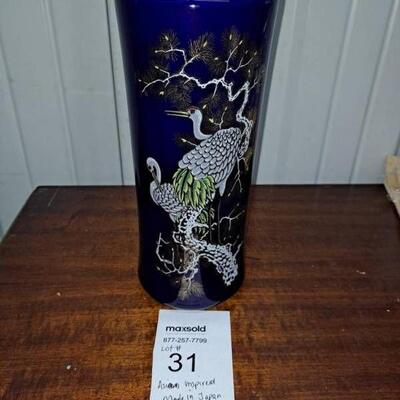 maxsold
877-257-7799
Lot #
31
Asian Inspired
Made In Japan